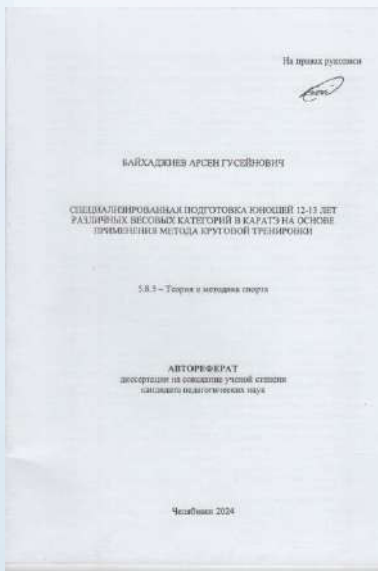 На правах рукописи
БАЙХАДЖИЕВ АРСЕН ГУСЕЙНОВИЧ
СПЕЦИАЛИЗИРОВАННАЯ ПОДГОТОВКА ЮНОШЕЙ 12-13 ЛЕТ
РАЗЛИЧНЫХ ВЕСОВЫХ КАТЕГОРИЙ В КАРАТЭ НА ОСНОВЕ
ПРИМЕНЕНИЯ МЕТОДА КРУГОВОЙ ТРЕНИРОВКИ
5.8.5 – Теория и методика спорта
АВТОРЕФЕРАТ
диссертации на соискание ученой степени
кандидата педагогических наук
Челябинск 2024